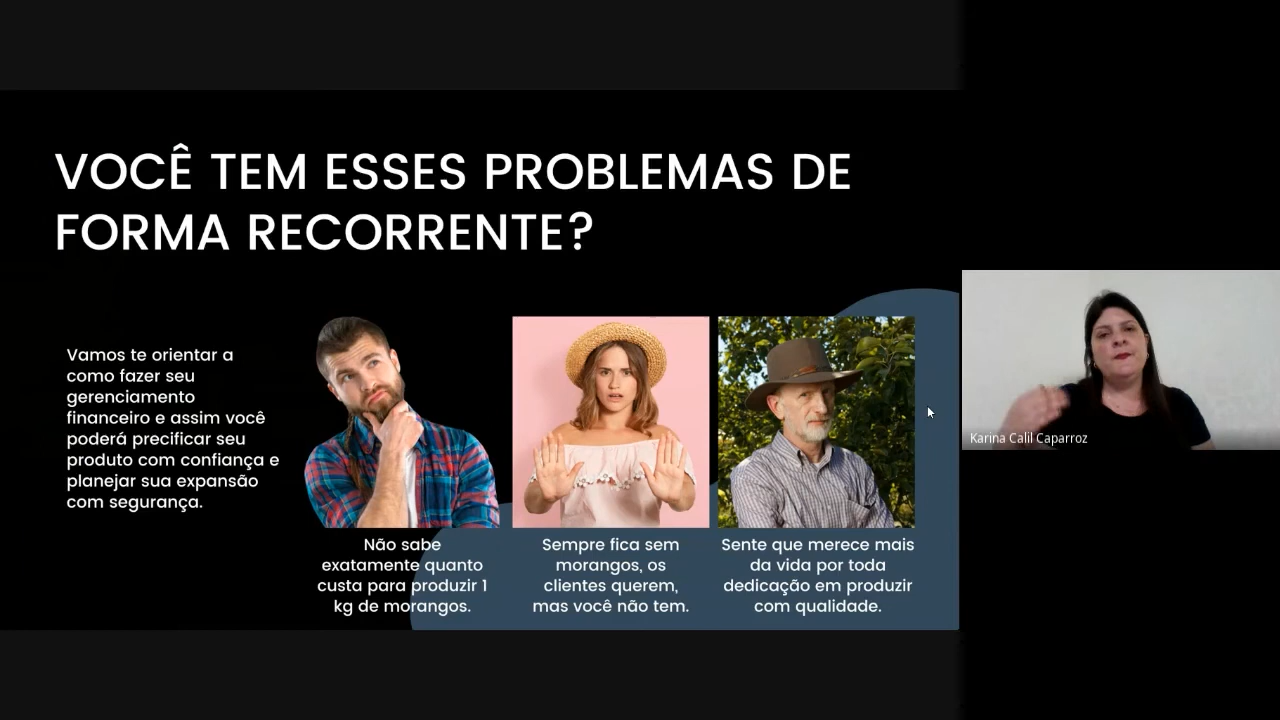 VOCÊ TEM ESSES PROBLEMAS DE
FORMA RECORRENTE?
Vamos te orientar a
como fazer seu
gerenciamento
financeiro e assim você
poderá precificar seu
produto com confiança e
planejar sua expansão
com segurança.
Não sabe
exatamente quanto
custa para produzir 1
kg de morangos.
Sempre fica sem
morangos, os
clientes querem,
mas você não tem.
Sente que merece mais
da vida por toda
dedicação em produzir
com qualidade.
Karina Calil Caparroz